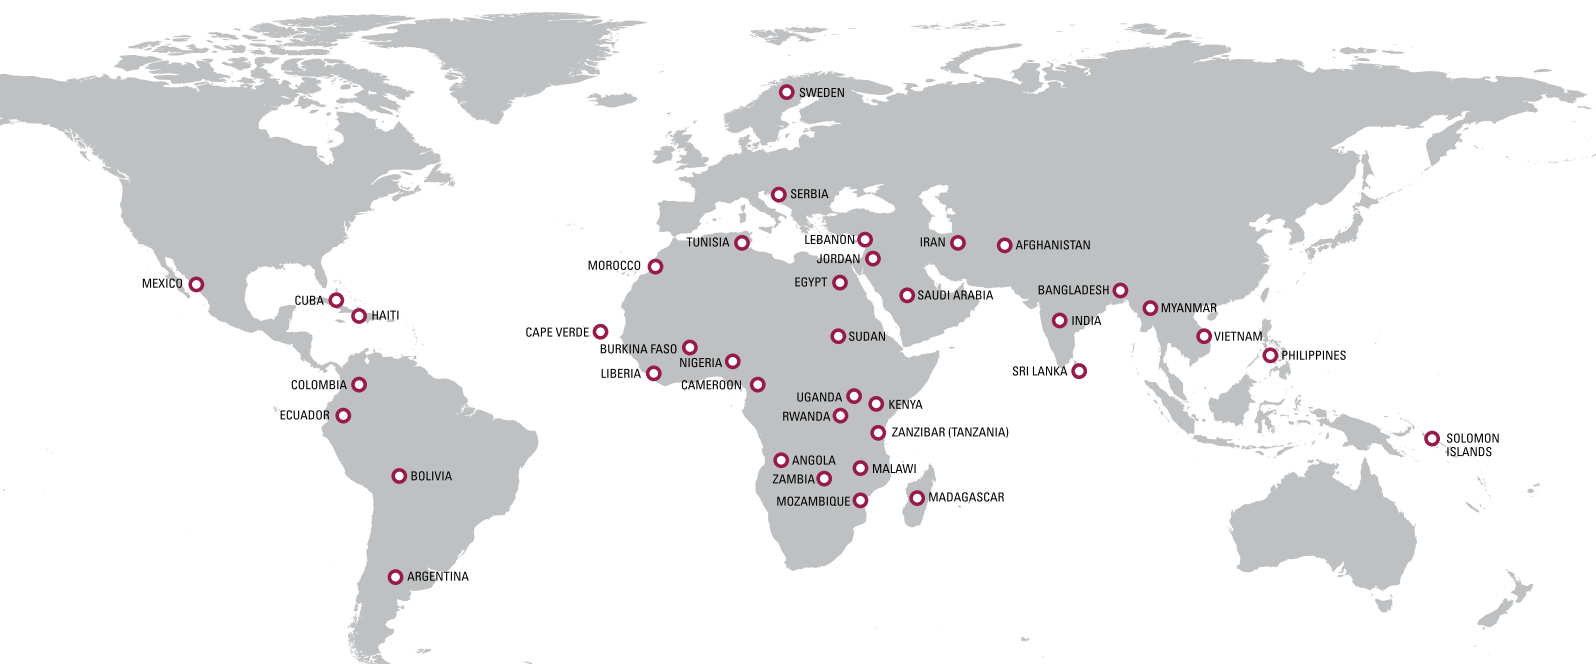 SWEDEN
SERBIA
TUNISIA
LEBANON
IRAN
AFGHANISTAN
JORDAN
MOROCCO
EGYPT
MEXICO
CUBA
SAUDI ARABIA
BANGLADESH
HAITI
MYANMAR
INDIA
CAPE VERDE
SUDAN
VIETNAM
BURKINA FASO
PHILIPPINES
NIGERIA
LIBERIA
SRI LANKA
COLOMBIA
CAMEROON
UGANDA
KENYA
ECUADOR
RWANDA
ZANZIBAR (TANZANIA)
SOLOMON
ISLANDS
ANGOLA
MALAWI
BOLIVIA
ZAMBIA
MOZAMBIQUE
MADAGASCAR
ARGENTINA